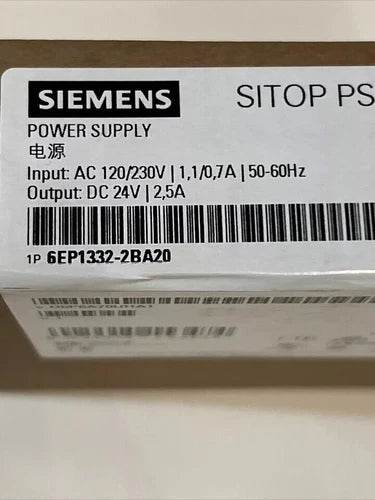 SIEMENS
SITOP PS
POWER SUPPLY
电源
Input: AC 120/230V | 1,1/0,7A | 50-60Hz
Output: DC 24V | 2,5A
1P 6EP1332-2BA20